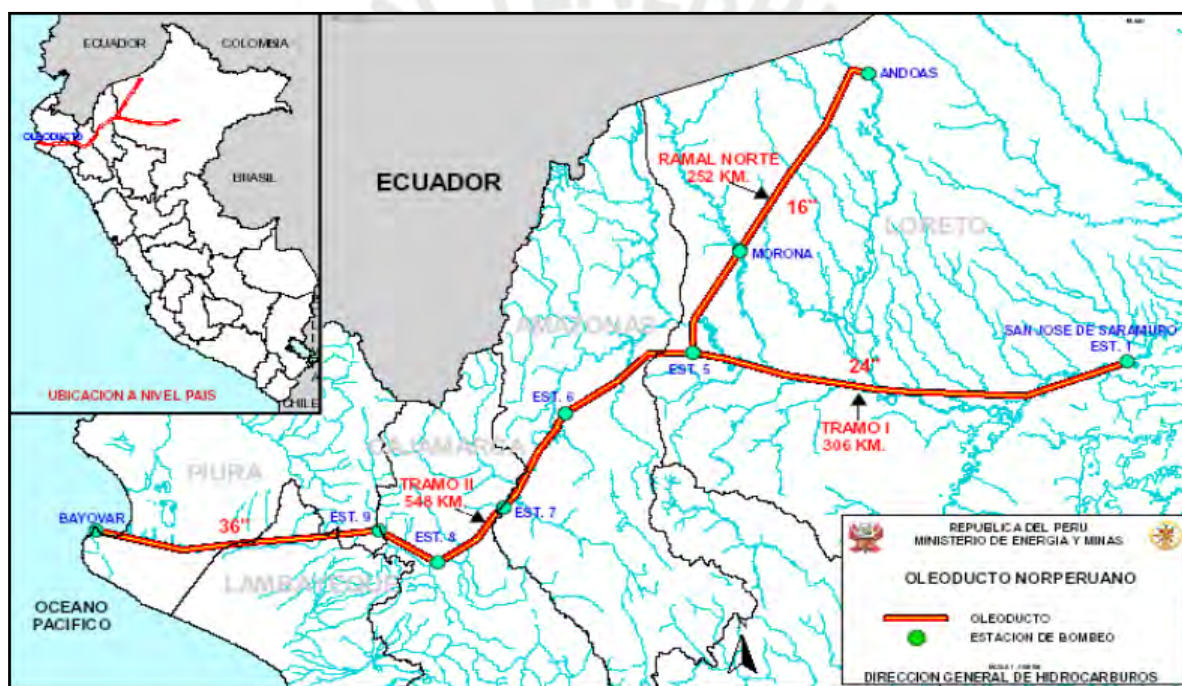 ECUADOR
COLOMBIA
OLEODUCTO
BRASIL
UBICACION A NIVEL PAIS
CHILE
ECUADOR
ANDOAS
RAMAL NORTE
252 KM.
16"
LORETO
MORONA
AMAZONAS
SAN JOSE DE SARAMURO
EST. 1
EST. 5
24"
TRAMO I
306 KM.
EST. 6
CAJAMARCA
PIURA
TRAMO II
548 KM
EST. 7
BAYOVAR
36"
EST. 9
EST. 8
LAMBAYEQUE
OCEANO
PACIFICO
N
REPUBLICA DEL PERU
MINISTERIO DE ENERGIA Y MINAS
OLEODUCTO NORPERUANO
OLEODUCTO
ESTACION DE BOMBEO
DIRECCION GENERAL DE HIDROCARBUROS